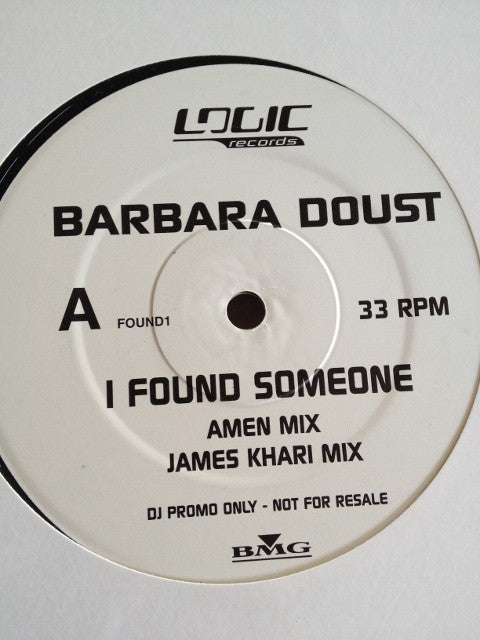 LOGIC
records
BARBARA DOUST
A FOUND1 33 RPM
I FOUND SOMEONE
AMEN MIX
JAMES KHARI MIX
DJ PROMO ONLY - NOT FOR RESALE
BMG